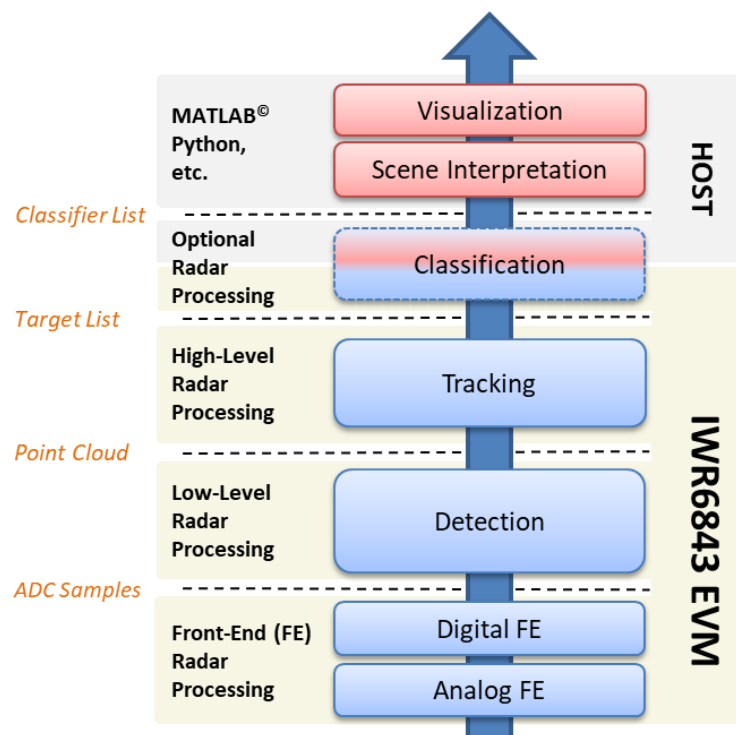 MATLAB©
Python,
etc.
Visualization
Scene Interpretation
HOST
Classifier List
Optional
Radar
Processing
Classification
Target List
High-Level
Radar
Processing
Tracking
IWR6843 EVM
Point Cloud
Low-Level
Radar
Processing
Detection
ADC Samples
Front-End (FE)
Radar
Processing
Digital FE
Analog FE